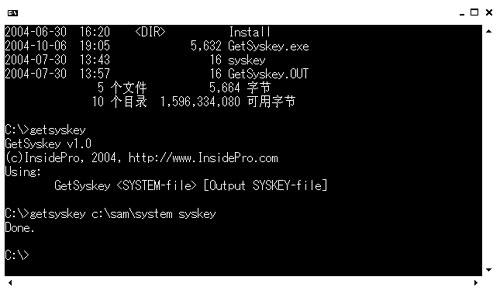 2004-06-30 16:20 <DIR> Install
2004-10-06 19:05 5,632 GetSyskey.exe
2004-07-30 13:43 16 syskey
2004-07-30 13:57 16 GetSyskey.OUT
5 个文件 5,664 字节
10 个目录 1,596,334,080 可用字节
C:\>getsyskey
GetSyskey v1.0
(c)InsidePro, 2004, http://www.InsidePro.com
Using:
GetSyskey <SYSTEM-file> [Output SYSKEY-file]
C:\>getsyskey c:\sam\system syskey
Done.
C:\>